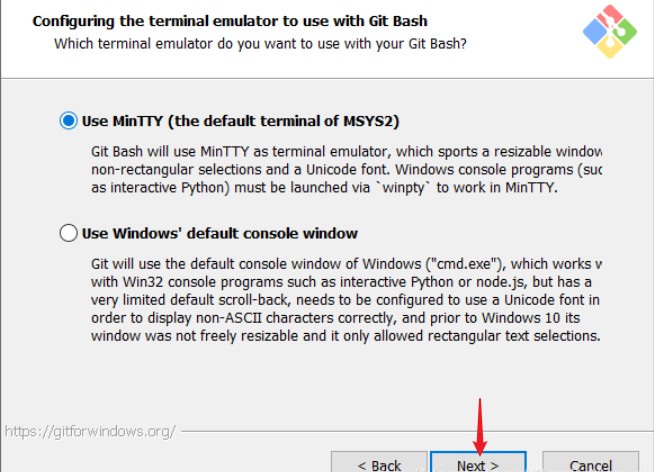 Configuring the terminal emulator to use with Git Bash
Which terminal emulator do you want to use with your Git Bash?
Use MinTTY (the default terminal of MSYS2)
Git Bash will use MinTTY as terminal emulator, which sports a resizable window
non-rectangular selections and a Unicode font. Windows console programs (suc
as interactive Python) must be launched via `winpty` to work in MinTTY.
Use Windows' default console window
Git will use the default console window of Windows ("cmd.exe"), which works w
with Win32 console programs such as interactive Python or node.js, but has a
very limited default scroll-back, needs to be configured to use a Unicode font in
order to display non-ASCII characters correctly, and prior to Windows 10 its
window was not freely resizable and it only allowed rectangular text selections.
https://gitforwindows.org/
< Back Next > Cancel